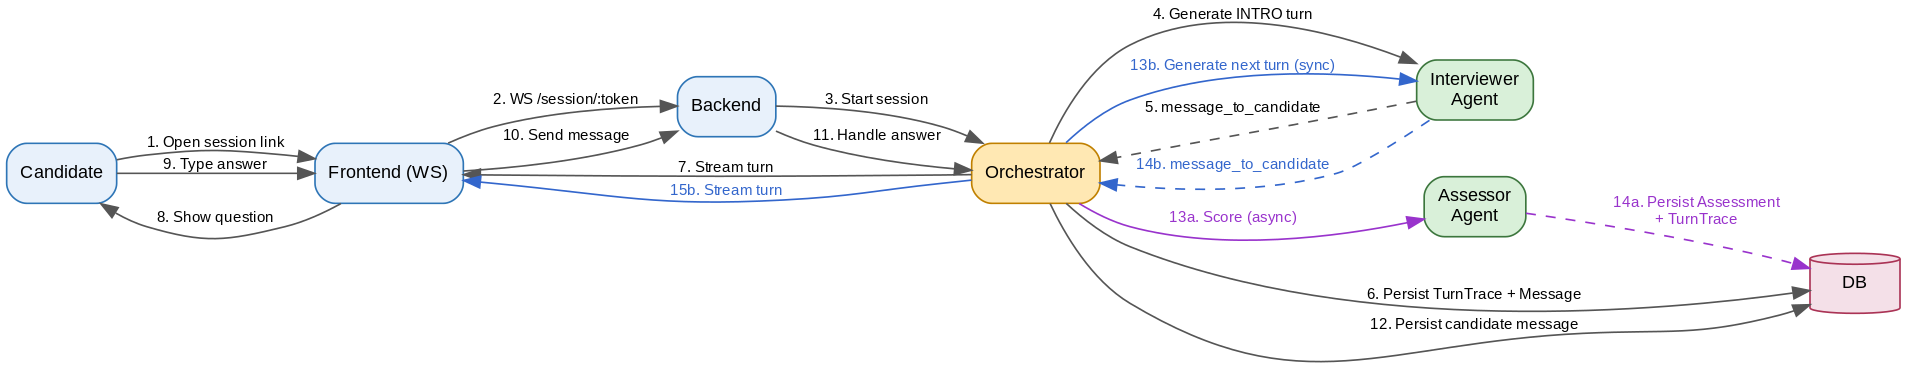 4. Generate INTRO turn
13b. Generate next turn (sync)
Interviewer
Agent
2. WS /session/:token
Backend
3. Start session
5. message_to_candidate
10. Send message
11. Handle answer
1. Open session link
9. Type answer
Candidate
Frontend (WS)
7. Stream turn
15b. Stream turn
Orchestrator
14b. message_to_candidate
8. Show question
13a. Score (async)
Assessor
Agent
14a. Persist Assessment
+ TurnTrace
DB
6. Persist TurnTrace + Message
12. Persist candidate message